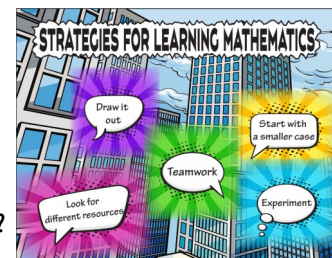 STRATEGIES FOR LEARNING MATHEMATICS
Draw it
out
Start with
a smaller case
Teamwork
Look for
different resources
Experiment
?